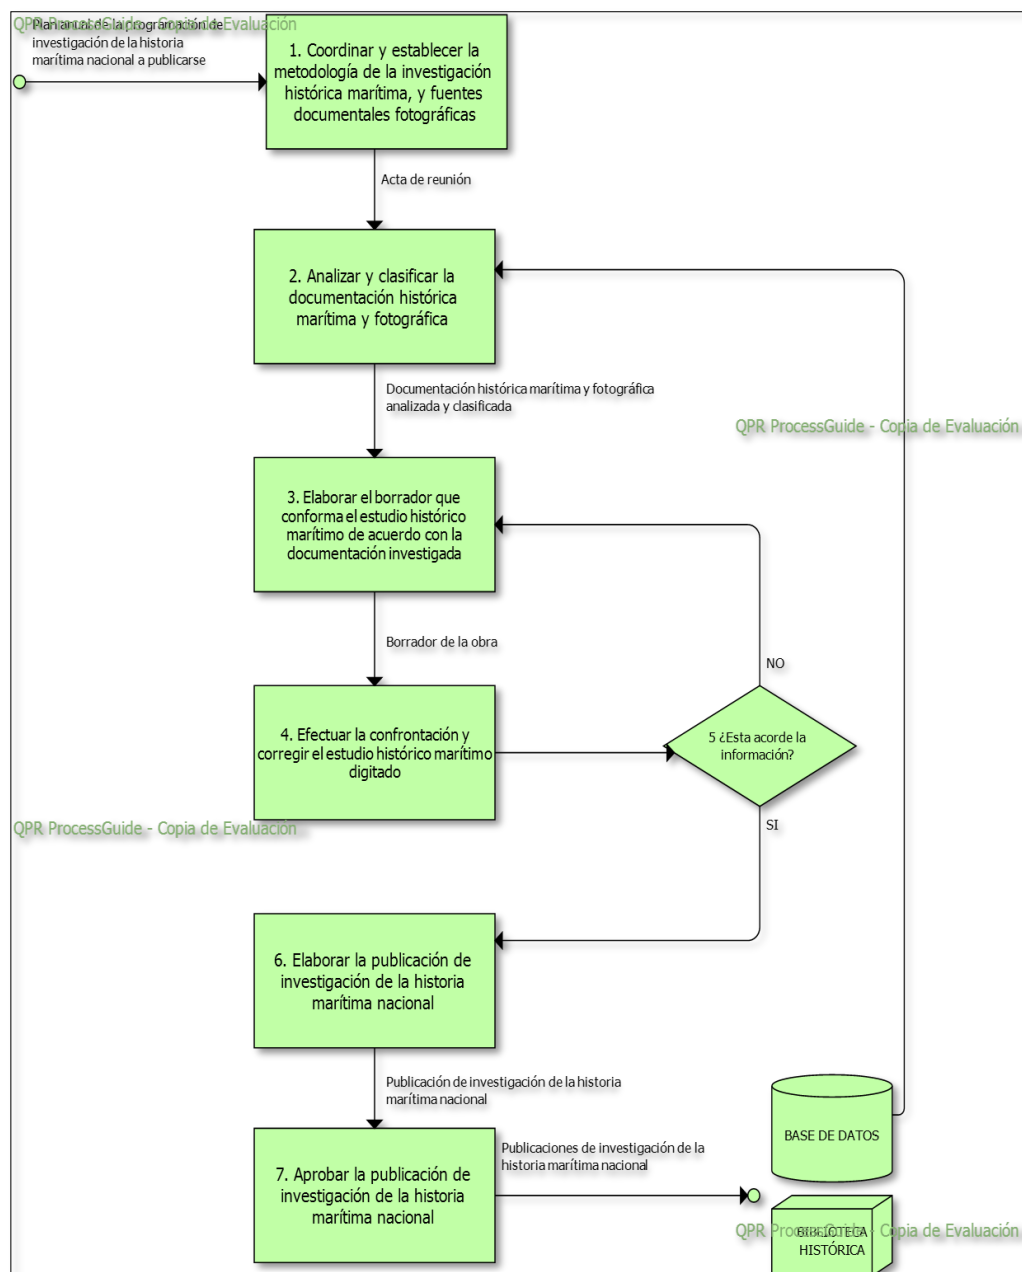 QPR ProcessGuide - Copia de Evaluación
Plan anual de la programación de
investigación de la historia
marítima nacional a publicarse
1. Coordinar y establecer la
metodología de la investigación
histórica marítima, y fuentes
documentales fotográficas
Acta de reunión
2. Analizar y clasificar la
documentación histórica
marítima y fotográfica
Documentación histórica marítima y fotográfica
analizada y clasificada
QPR ProcessGuide - Copia de Evaluación
3. Elaborar el borrador que
conforma el estudio histórico
marítimo de acuerdo con la
documentación investigada
Borrador de la obra
NO
4. Efectuar la confrontación y
corregir el estudio histórico marítimo
digitado
5 ¿Esta acorde la
información?
SI
QPR ProcessGuide - Copia de Evaluación
6. Elaborar la publicación de
investigación de la historia
marítima nacional
Publicación de investigación de la historia
marítima nacional
BASE DE DATOS
Publicaciones de investigación de la
historia marítima nacional
7. Aprobar la publicación de
investigación de la historia
marítima nacional
QPR ProcessGuide - Copia de Evaluación
BIBLIOTECA
HISTÓRICA